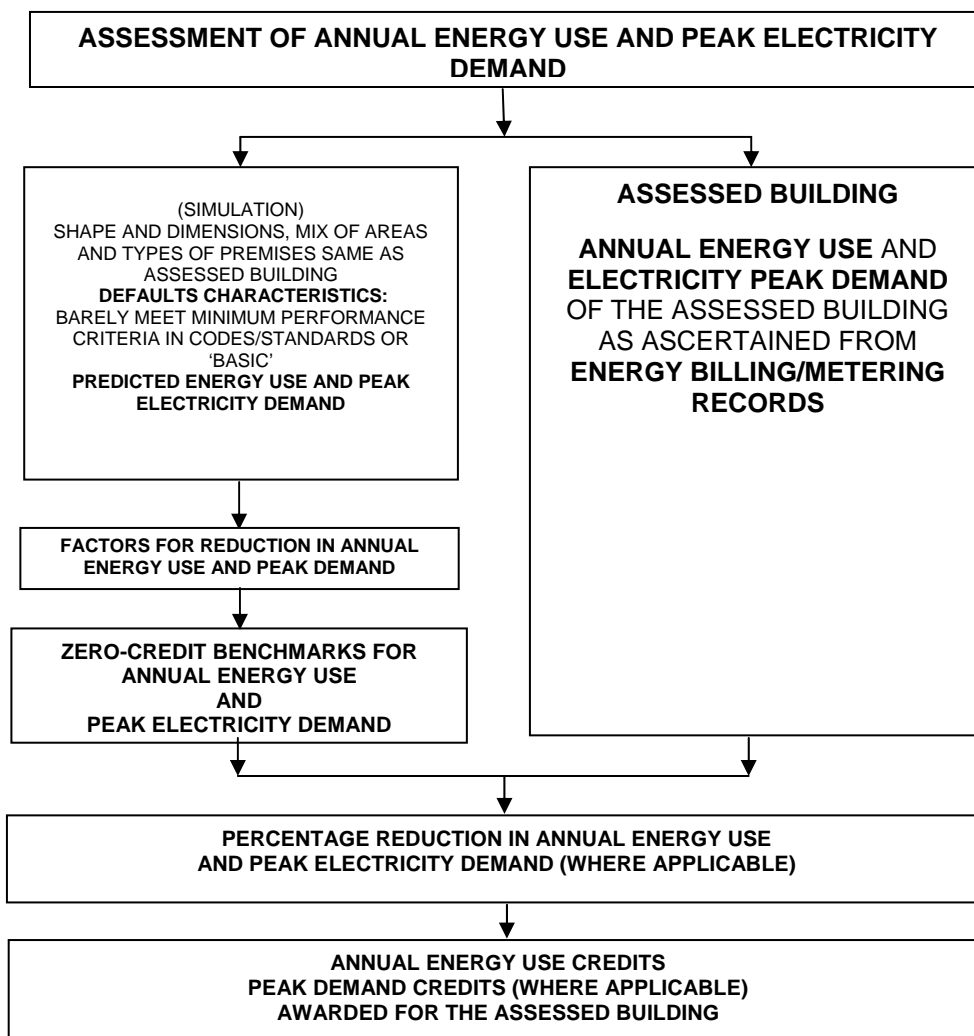 ASSESSMENT OF ANNUAL ENERGY USE AND PEAK ELECTRICITY
DEMAND
(SIMULATION)
SHAPE AND DIMENSIONS, MIX OF AREAS
AND TYPES OF PREMISES SAME AS
ASSESSED BUILDING
DEFAULTS CHARACTERISTICS:
BARELY MEET MINIMUM PERFORMANCE
CRITERIA IN CODES/STANDARDS OR
‘BASIC’
PREDICTED ENERGY USE AND PEAK
ELECTRICITY DEMAND
ASSESSED BUILDING
ANNUAL ENERGY USE AND
ELECTRICITY PEAK DEMAND
OF THE ASSESSED BUILDING
AS ASCERTAINED FROM
ENERGY BILLING/METERING
RECORDS
FACTORS FOR REDUCTION IN ANNUAL
ENERGY USE AND PEAK DEMAND
ZERO-CREDIT BENCHMARKS FOR
ANNUAL ENERGY USE
AND
PEAK ELECTRICITY DEMAND
PERCENTAGE REDUCTION IN ANNUAL ENERGY USE
AND PEAK ELECTRICITY DEMAND (WHERE APPLICABLE)
ANNUAL ENERGY USE CREDITS
PEAK DEMAND CREDITS (WHERE APPLICABLE)
AWARDED FOR THE ASSESSED BUILDING